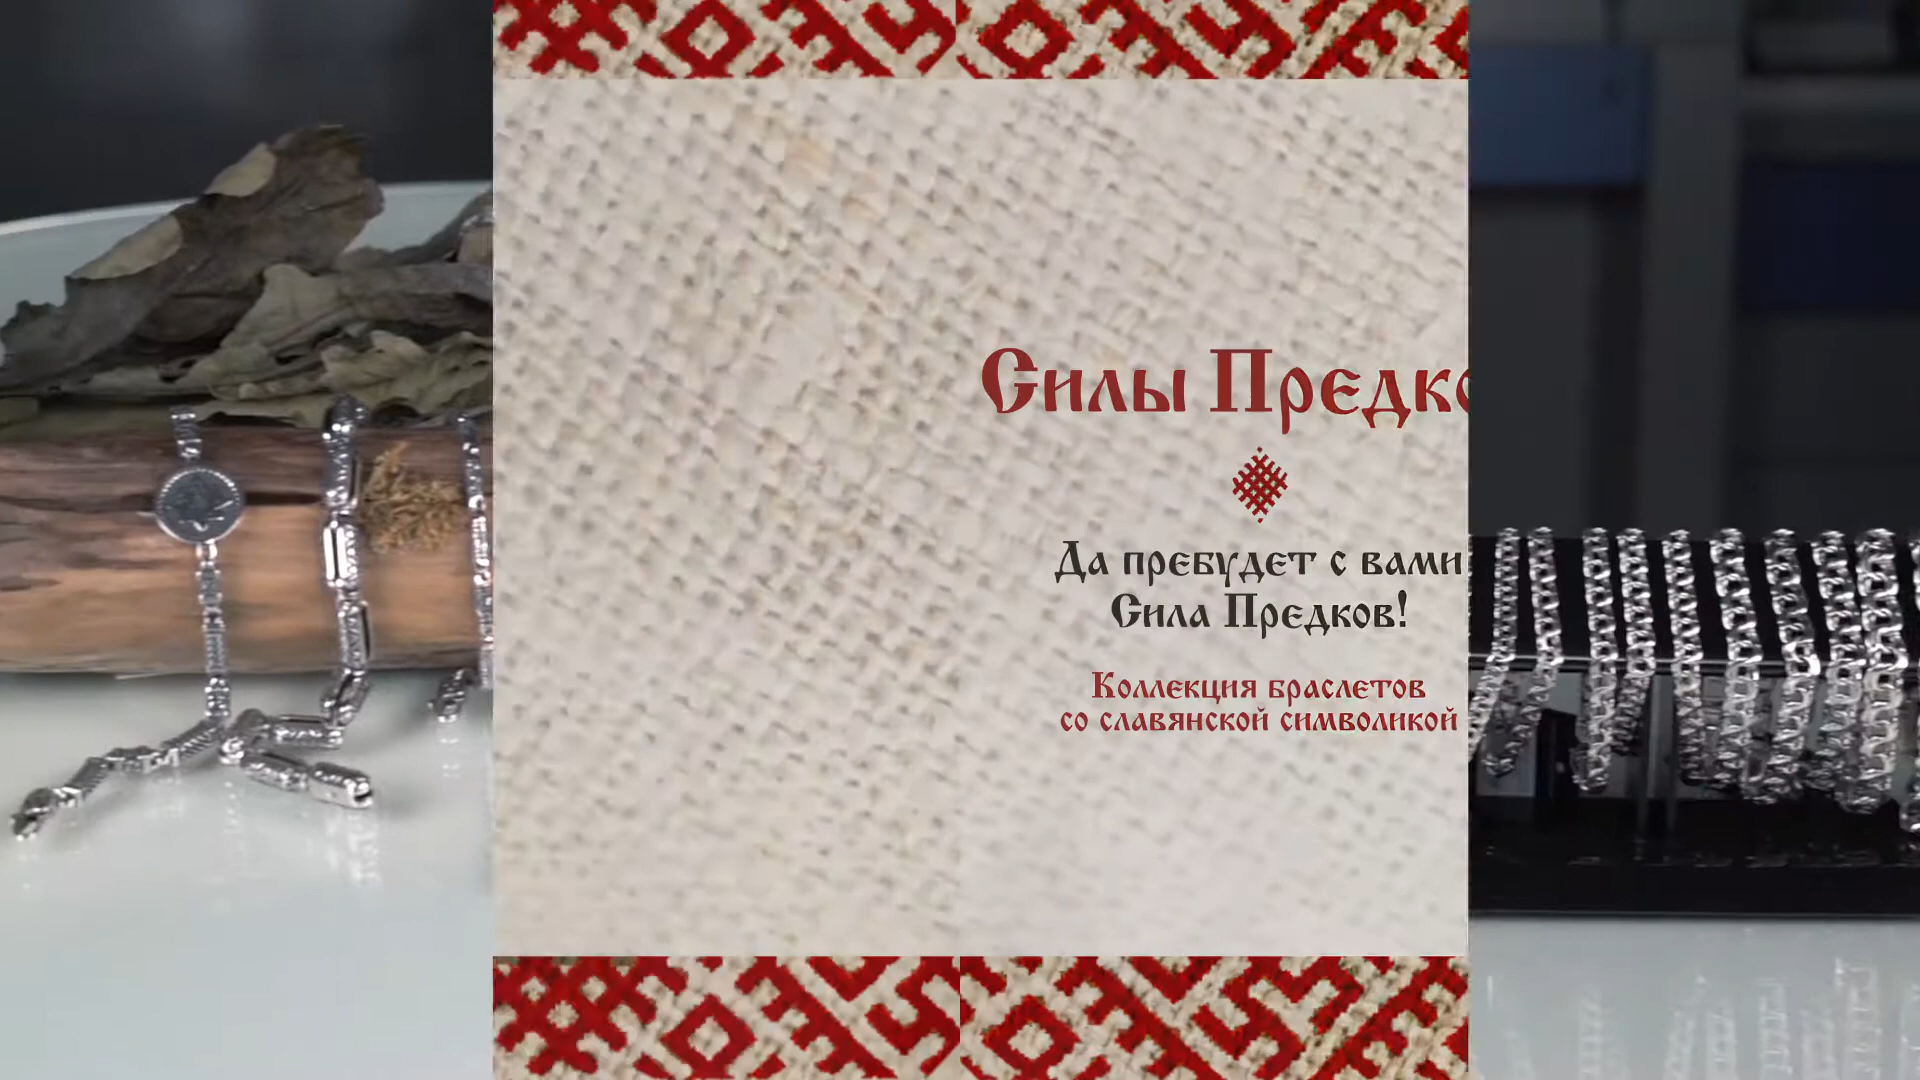 Силы Предко
Да пребудет с вами
Сила Предков!
Коллекция браслетов
со славянской символикой